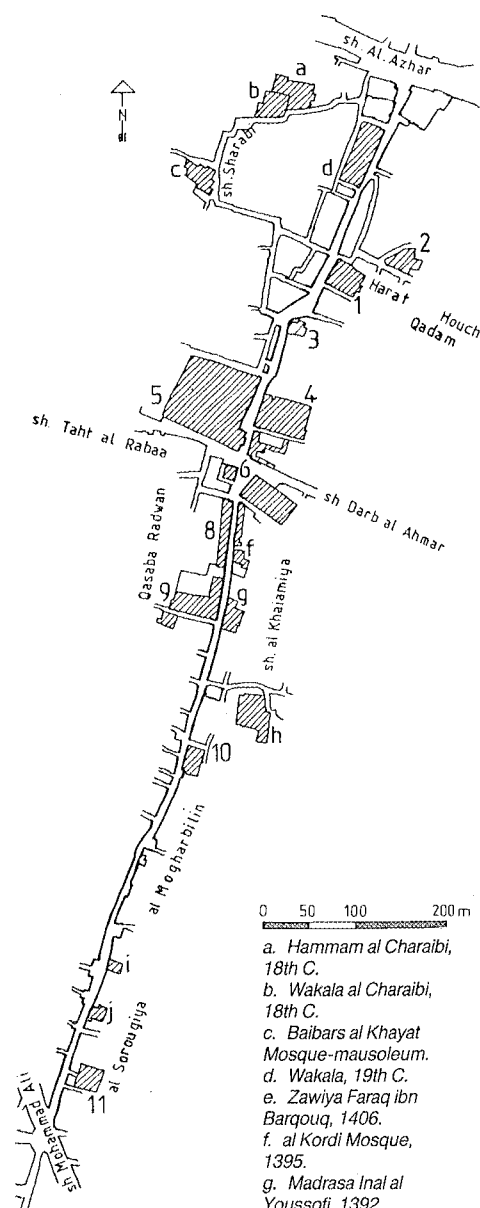 sh. Al. Azhar
a
b
N
sh. Sharabi
c
d
2
1
Harat Houch
Qadam
3
5
4
sh. Taht al Rabaa
6
sh Darb al Ahmar
8
f
Qasaba Radwan
9
g
sh. al Khaiamiya
h
10
al Mogharbilin
i
j
al Sorougiya
11
sh Mohammad Ali
0 50 100 200 m
a. Hammam al Charaibi,
18th C.
b. Wakala al Charaibi,
18th C.
c. Baibars al Khayat
Mosque-mausoleum.
d. Wakala, 19th C.
e. Zawiya Faraq ibn
Barqouq, 1406.
f. al Kordi Mosque,
1395.
g. Madrasa Inal al
Youssofi, 1392